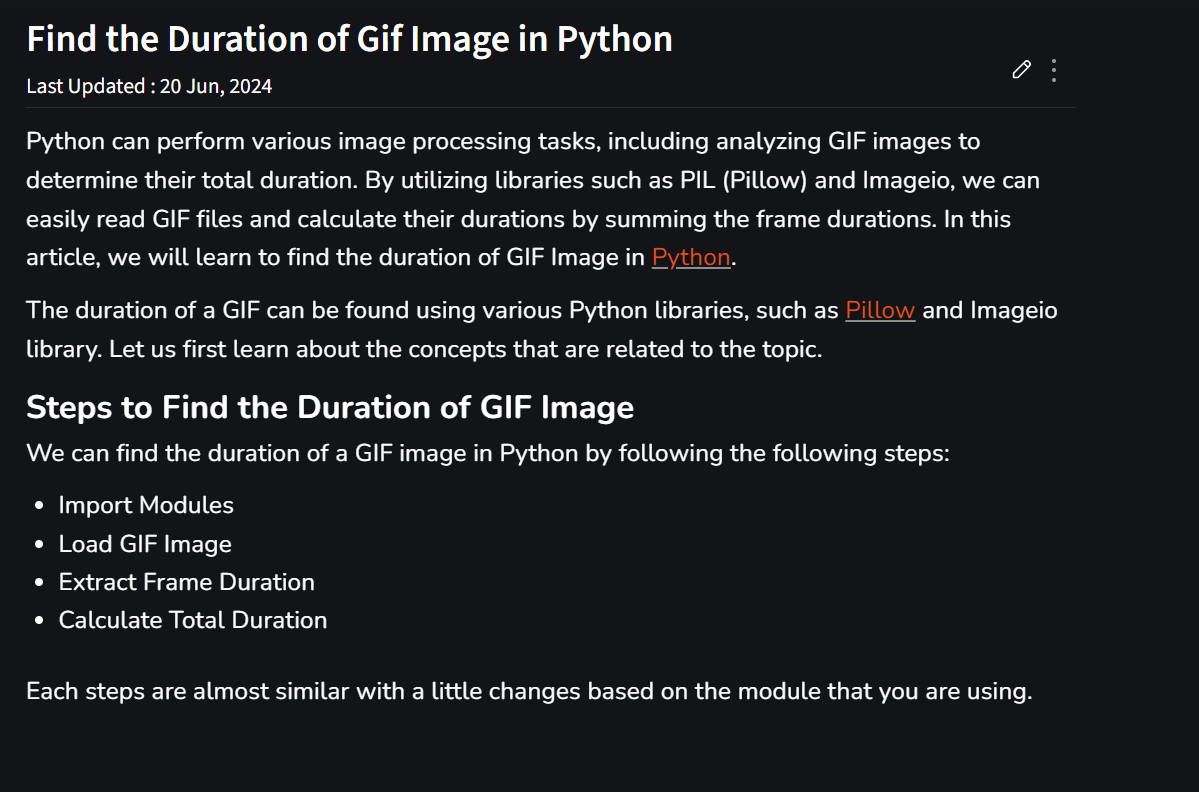 Find the Duration of Gif Image in Python
Last Updated : 20 Jun, 2024
Python can perform various image processing tasks, including analyzing GIF images to
determine their total duration. By utilizing libraries such as PIL (Pillow) and Imageio, we can
easily read GIF files and calculate their durations by summing the frame durations. In this
article, we will learn to find the duration of GIF Image in Python.
The duration of a GIF can be found using various Python libraries, such as Pillow and Imageio
library. Let us first learn about the concepts that are related to the topic.
Steps to Find the Duration of GIF Image
We can find the duration of a GIF image in Python by following the following steps:
• Import Modules
• Load GIF Image
• Extract Frame Duration
• Calculate Total Duration
Each steps are almost similar with a little changes based on the module that you are using.